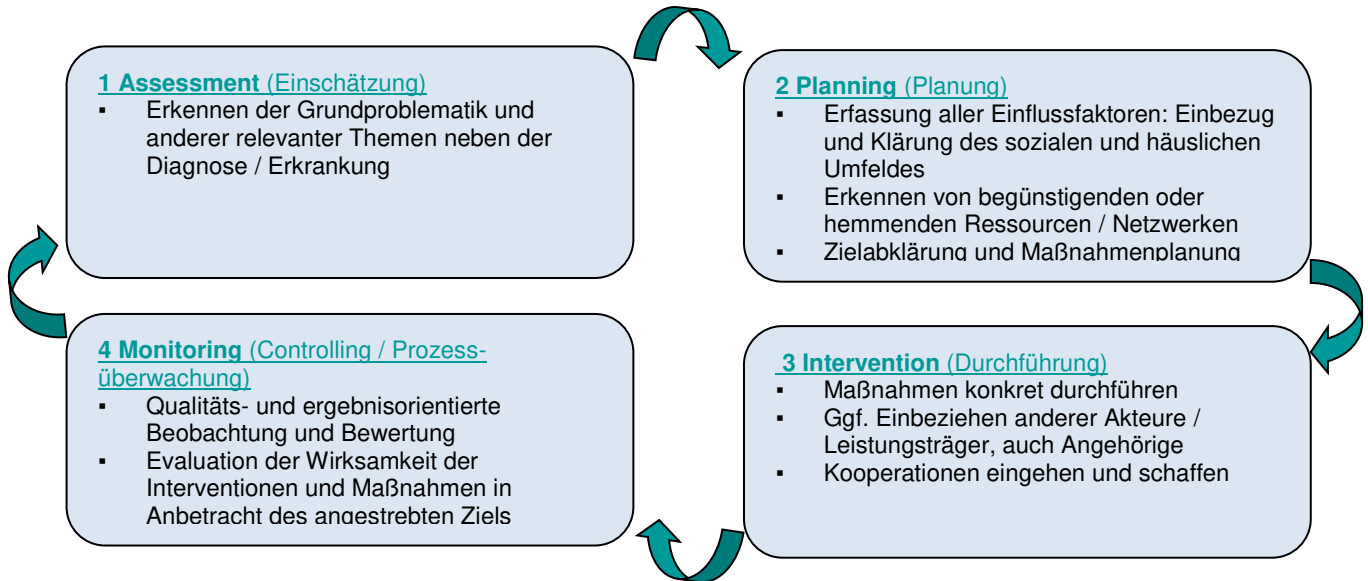 1 Assessment (Einschätzung)
▪ Erkennen der Grundproblematik und
anderer relevanter Themen neben der
Diagnose / Erkrankung
2 Planning (Planung)
▪ Erfassung aller Einflussfaktoren: Einbezug
und Klärung des sozialen und häuslichen
Umfeldes
▪ Erkennen von begünstigenden oder
hemmenden Ressourcen / Netzwerken
▪ Zielabklärung und Maßnahmenplanung
3 Intervention (Durchführung)
▪ Maßnahmen konkret durchführen
▪ Ggf. Einbeziehen anderer Akteure /
Leistungsträger, auch Angehörige
▪ Kooperationen eingehen und schaffen
4 Monitoring (Controlling / Prozess-
überwachung)
▪ Qualitäts- und ergebnisorientierte
Beobachtung und Bewertung
▪ Evaluation der Wirksamkeit der
Interventionen und Maßnahmen in
Anbetracht des angestrebten Ziels